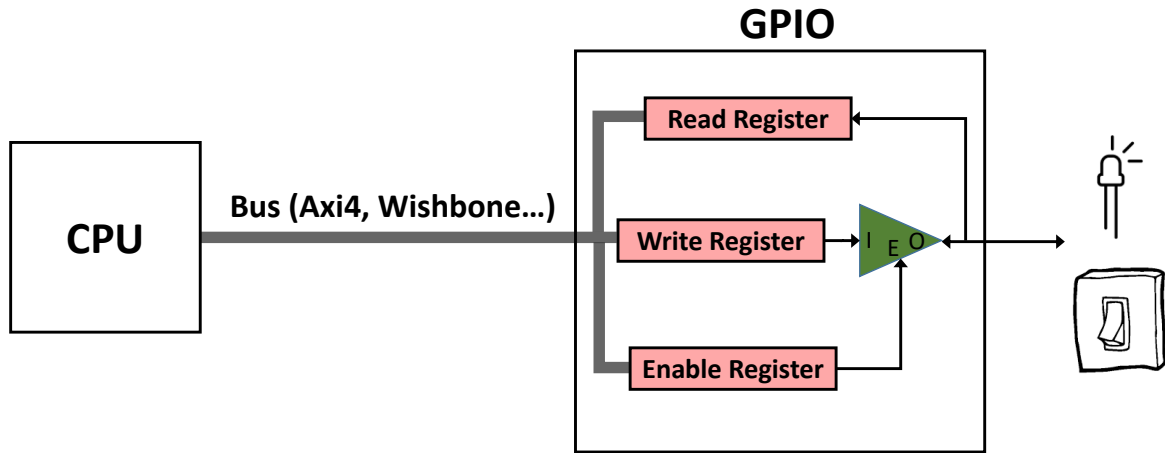 GPIO
Read Register
Bus (Axi4, Wishbone…)
CPU
Write Register
I
E
O
Enable Register